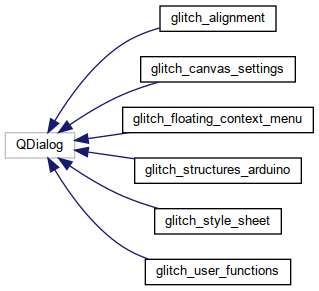 glitch_alignment
glitch_canvas_settings
glitch_floating_context_menu
QDialog
glitch_structures_arduino
glitch_style_sheet
glitch_user_functions